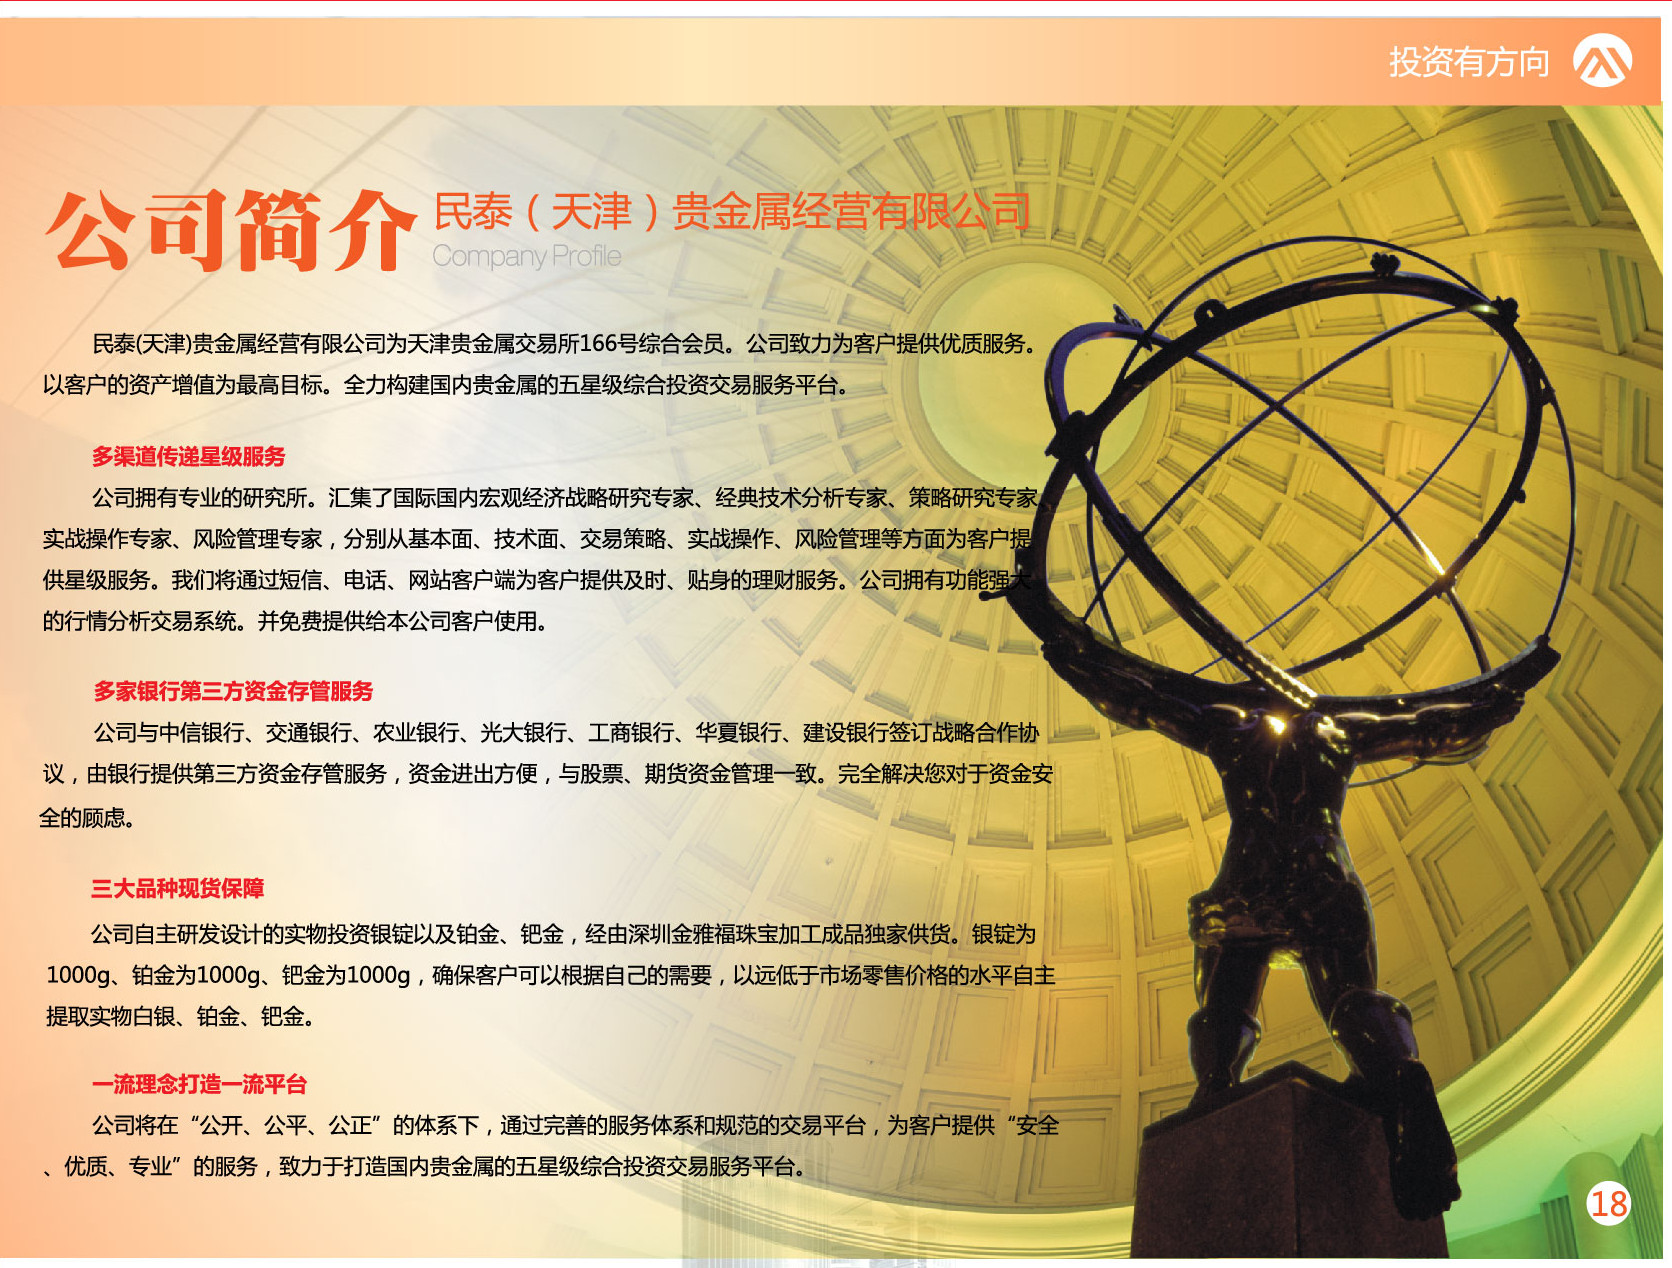 投资有方向
公司简介 民泰（天津）贵金属经营有限公司
Company Profile
民泰(天津)贵金属经营有限公司为天津贵金属交易所166号综合会员。公司致力为客户提供优质服务。
以客户的资产增值为最高目标。全力构建国内贵金属的五星级综合投资交易服务平台。
多渠道传递星级服务
公司拥有专业的研究所。汇集了国际国内宏观经济战略研究专家、经典技术分析专家、策略研究专家、
实战操作专家、风险管理专家，分别从基本面、技术面、交易策略、实战操作、风险管理等方面为客户提
供星级服务。我们将通过短信、电话、网站客户端为客户提供及时、贴身的理财服务。公司拥有功能强大
的行情分析交易系统。并免费提供给本公司客户使用。
多家银行第三方资金存管服务
公司与中信银行、交通银行、农业银行、光大银行、工商银行、华夏银行、建设银行签订战略合作协
议，由银行提供第三方资金存管服务，资金进出方便，与股票、期货资金管理一致。完全解决您对于资金安
全的顾虑。
三大品种现货保障
公司自主研发设计的实物投资银锭以及铂金、钯金，经由深圳金雅福珠宝加工成品独家供货。银锭为
1000g、铂金为1000g、钯金为1000g，确保客户可以根据自己的需要，以远低于市场零售价格的水平自主
提取实物白银、铂金、钯金。
一流理念打造一流平台
公司将在“公开、公平、公正”的体系下，通过完善的服务体系和规范的交易平台，为客户提供“安全
、优质、专业”的服务，致力于打造国内贵金属的五星级综合投资交易服务平台。
18